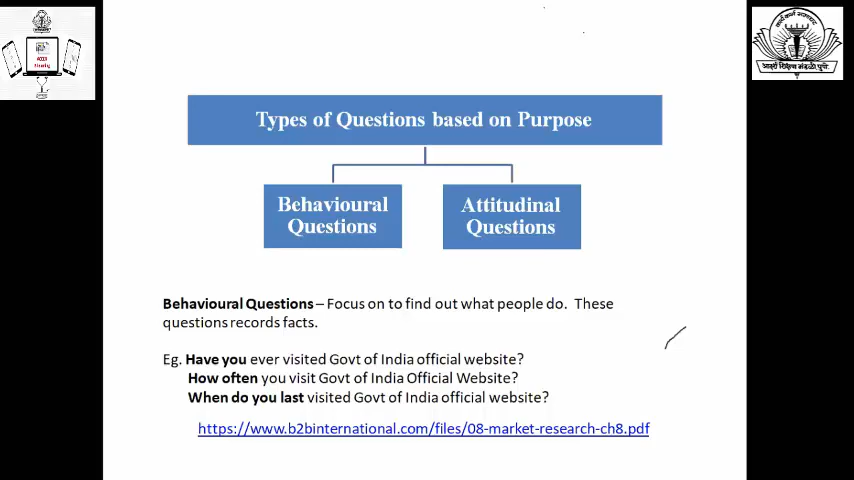 Types of Questions based on Purpose
Behavioural
Questions
Attitudinal
Questions
Behavioural Questions – Focus on to find out what people do. These
questions records facts.
Eg. Have you ever visited Govt of India official website?
How often you visit Govt of India Official Website?
When do you last visited Govt of India official website?
https://www.b2binternational.com/files/08-market-research-ch8.pdf